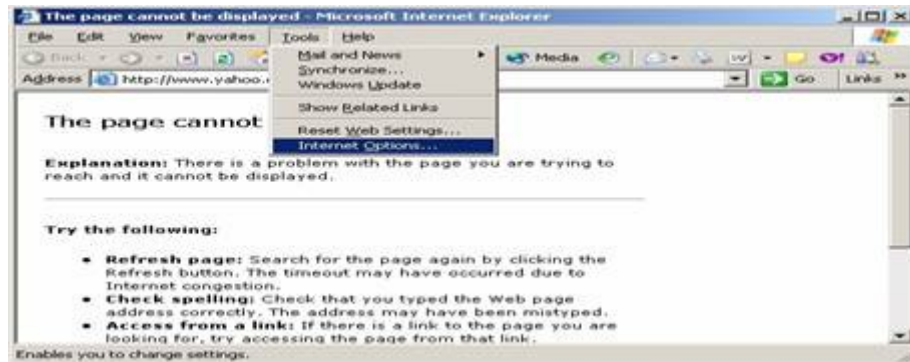 The page cannot be displayed - Microsoft Internet Explorer
File Edit View Favorites Tools Help
Back Media
Address http://www.yahoo. Go Links »
Mail and News
Synchronize...
Windows Update
Show Related Links
Reset Web Settings...
Internet Options...
The page cannot
Explanation: There is a problem with the page you are trying to
reach and it cannot be displayed.
Try the following:
• Refresh page: Search for the page again by clicking the
Refresh button. The timeout may have occurred due to
Internet congestion.
• Check spelling: Check that you typed the Web page
address correctly. The address may have been mistyped.
• Access from a link: If there is a link to the page you are
looking for, try accessing the page from that link.
Enables you to change settings.